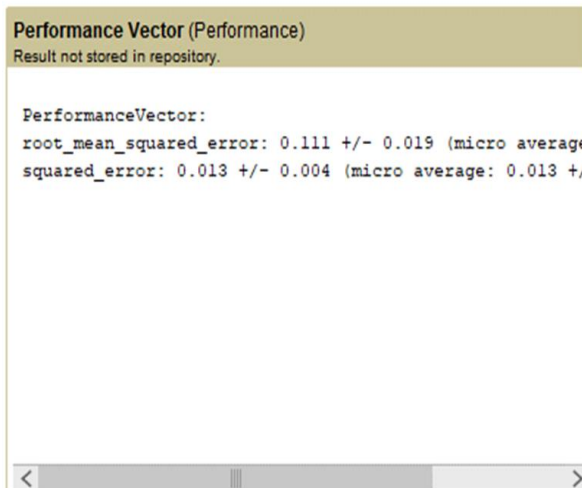 Performance Vector (Performance)
Result not stored in repository.
PerformanceVector:
root_mean_squared_error: 0.111 +/- 0.019 (micro average
squared_error: 0.013 +/- 0.004 (micro average: 0.013 +/